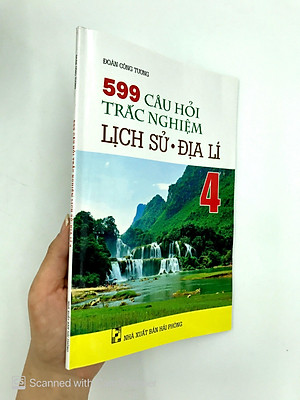 ĐOÀN CÔNG TƯƠNG
599 CÂU HỎI
TRẮC NGHIỆM
LỊCH SỬ • ĐỊA LÍ
4
NHÀ XUẤT BẢN HẢI PHÒNG
Scanned with